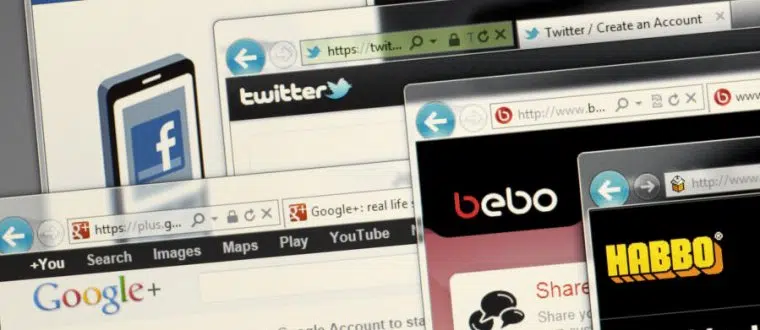 https://twit...
Twitter / Create an Account
twitter
http://www.b...
www
bebo
http://www.
HABBO®
Share
Share y
https://plus.g...
Google+: real life s
+You Search Images Maps Play YouTube
Google+
Google Account to sta
f